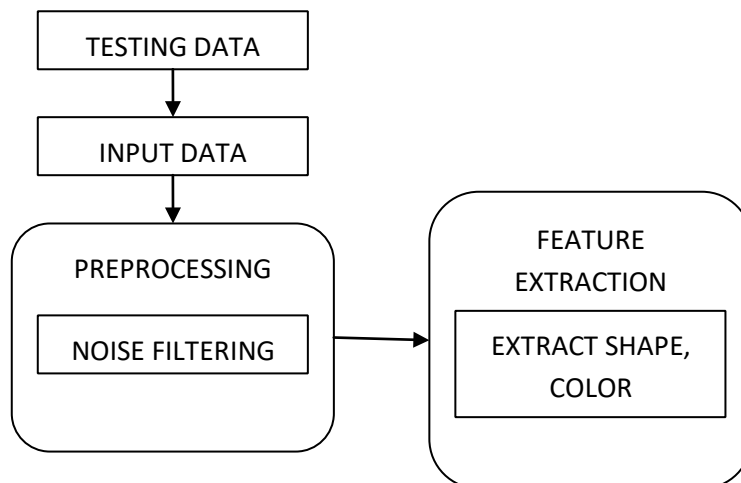 TESTING DATA
INPUT DATA
PREPROCESSING
NOISE FILTERING
FEATURE
EXTRACTION
EXTRACT SHAPE,
COLOR